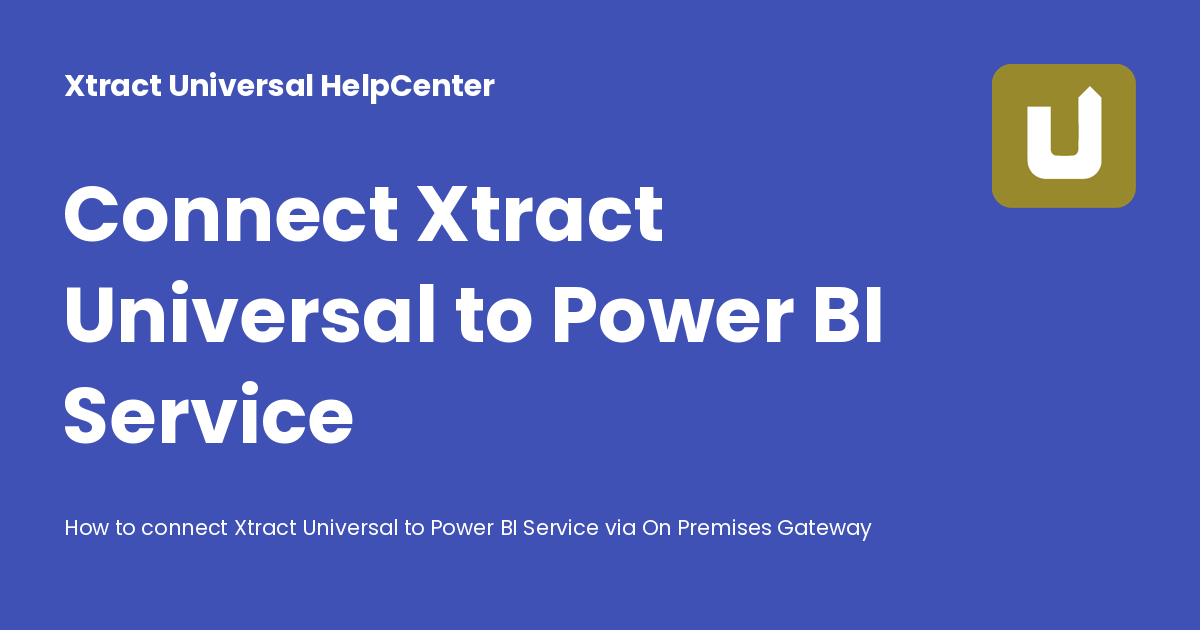 Xtract Universal HelpCenter
Connect Xtract
Universal to Power BI
Service
How to connect Xtract Universal to Power BI Service via On Premises Gateway